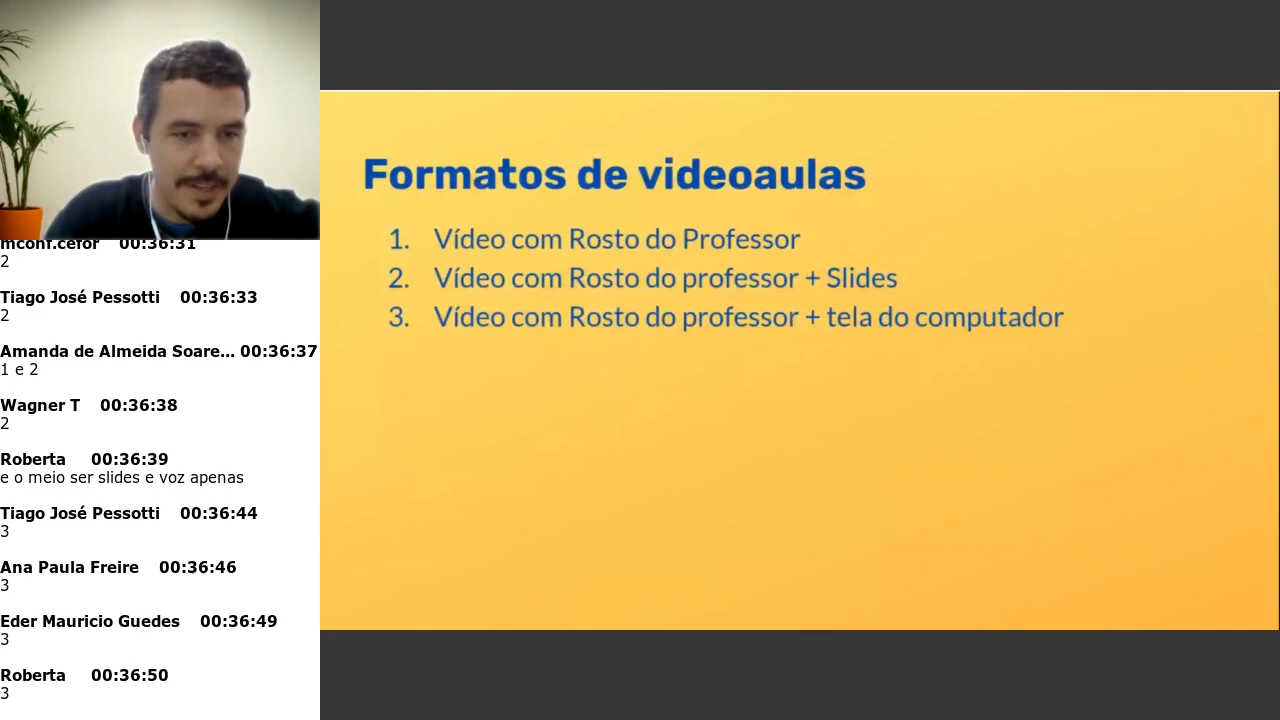 mconf.cefor 00:36:31
2
Tiago José Pessotti 00:36:33
2
Amanda de Almeida Soare... 00:36:37
1 e 2
Wagner T 00:36:38
2
Roberta 00:36:39
e o meio ser slides e voz apenas
Tiago José Pessotti 00:36:44
3
Ana Paula Freire 00:36:46
3
Eder Mauricio Guedes 00:36:49
3
Roberta 00:36:50
3
Formatos de videoaulas
1. Vídeo com Rosto do Professor
2. Vídeo com Rosto do professor + Slides
3. Vídeo com Rosto do professor + tela do computador